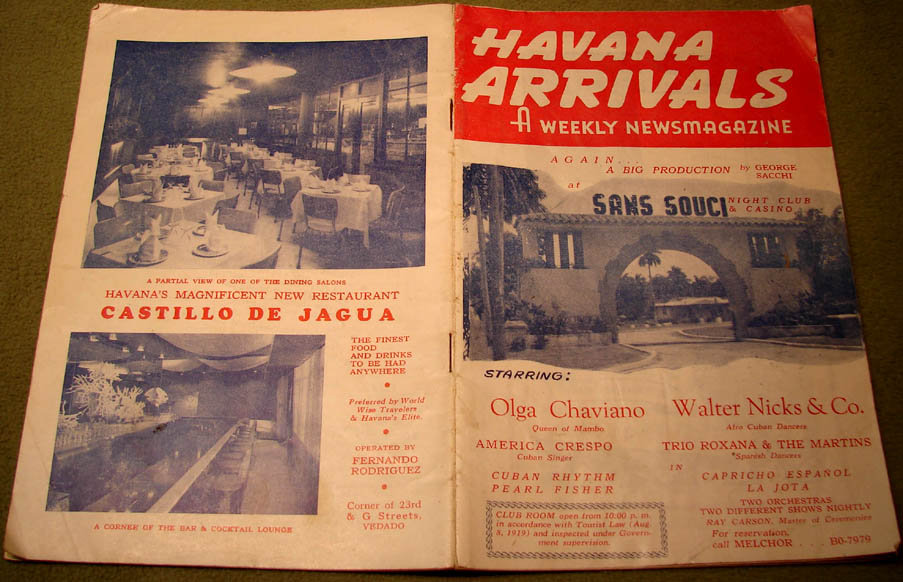 A PARTIAL VIEW OF ONE OF THE DINING SALONS
HAVANA'S MAGNIFICENT NEW RESTAURANT
CASTILLO DE JAGUA
THE FINEST
FOOD
AND DRINKS
TO BE HAD
ANYWHERE
Preferred by World
Wise Travelers
& Havana's Elite.
OPERATED BY
FERNANDO
RODRIGUEZ
Corner of 23rd
& G Streets,
VEDADO
A CORNER OF THE BAR & COCKTAIL LOUNGE
HAVANA
ARRIVALS
A WEEKLY NEWSMAGAZINE
AGAIN...
A BIG PRODUCTION by GEORGE
SACCHI
at
SANS SOUCI NIGHT CLUB
& CASINO
STARRING:
Olga Chaviano
Queen of Mambo
AMERICA CRESPO
Cuban Singer
CUBAN RHYTHM
PEARL FISHER
Walter Nicks & Co.
Afro Cuban Dancers
TRIO ROXANA & THE MARTINS
Spanish Dancers
IN
CAPRICHO ESPAÑOL
LA JOTA
TWO ORCHESTRAS
TWO DIFFERENT SHOWS NIGHTLY
RAY CARSON, Master of Ceremonies
For reservation,
call MELCHOR . . . B0-7979
CLUB ROOM open from 10:00 p. m.
in accordance with Tourist Law (Aug.
8, 1919) and inspected under Govern-
ment supervision.